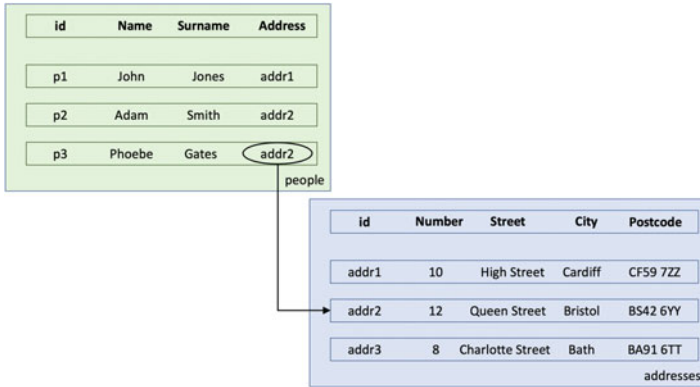 id Name Surname Address
p1 John Jones addr1
p2 Adam Smith addr2
p3 Phoebe Gates addr2
people
id Number Street City Postcode
addr1 10 High Street Cardiff CF59 7ZZ
addr2 12 Queen Street Bristol BS42 6YY
addr3 8 Charlotte Street Bath BA91 6TT
addresses